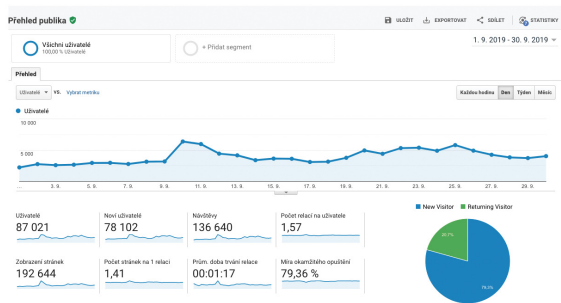 Přehled publika
ULOŽIT EXPORTOVAT SDÍLET STATISTIKY
1. 9. 2019 - 30. 9. 2019
Všichni uživatelé
100,00 % Uživatelé
+ Přidat segment
Přehled
Uživatelé VS. Vybrat metriku
Každou hodinu Den Týden Měsíc
Uživatelé
10 000
5 000
... 3. 9. 5. 9. 7. 9. 9. 9. 11. 9. 13. 9. 15. 9. 17. 9. 19. 9. 21. 9. 23. 9. 25. 9. 27. 9. 29. 9.
New Visitor Returning Visitor
Uživatelé
87 021
Noví uživatelé
78 102
Návštěvy
136 640
Počet relací na uživatele
1,57
Zobrazení stránek
192 644
Počet stránek na 1 relaci
1,41
Prům. doba trvání relace
00:01:17
Míra okamžitého opuštění
79,36 %
20.7%
79.3%